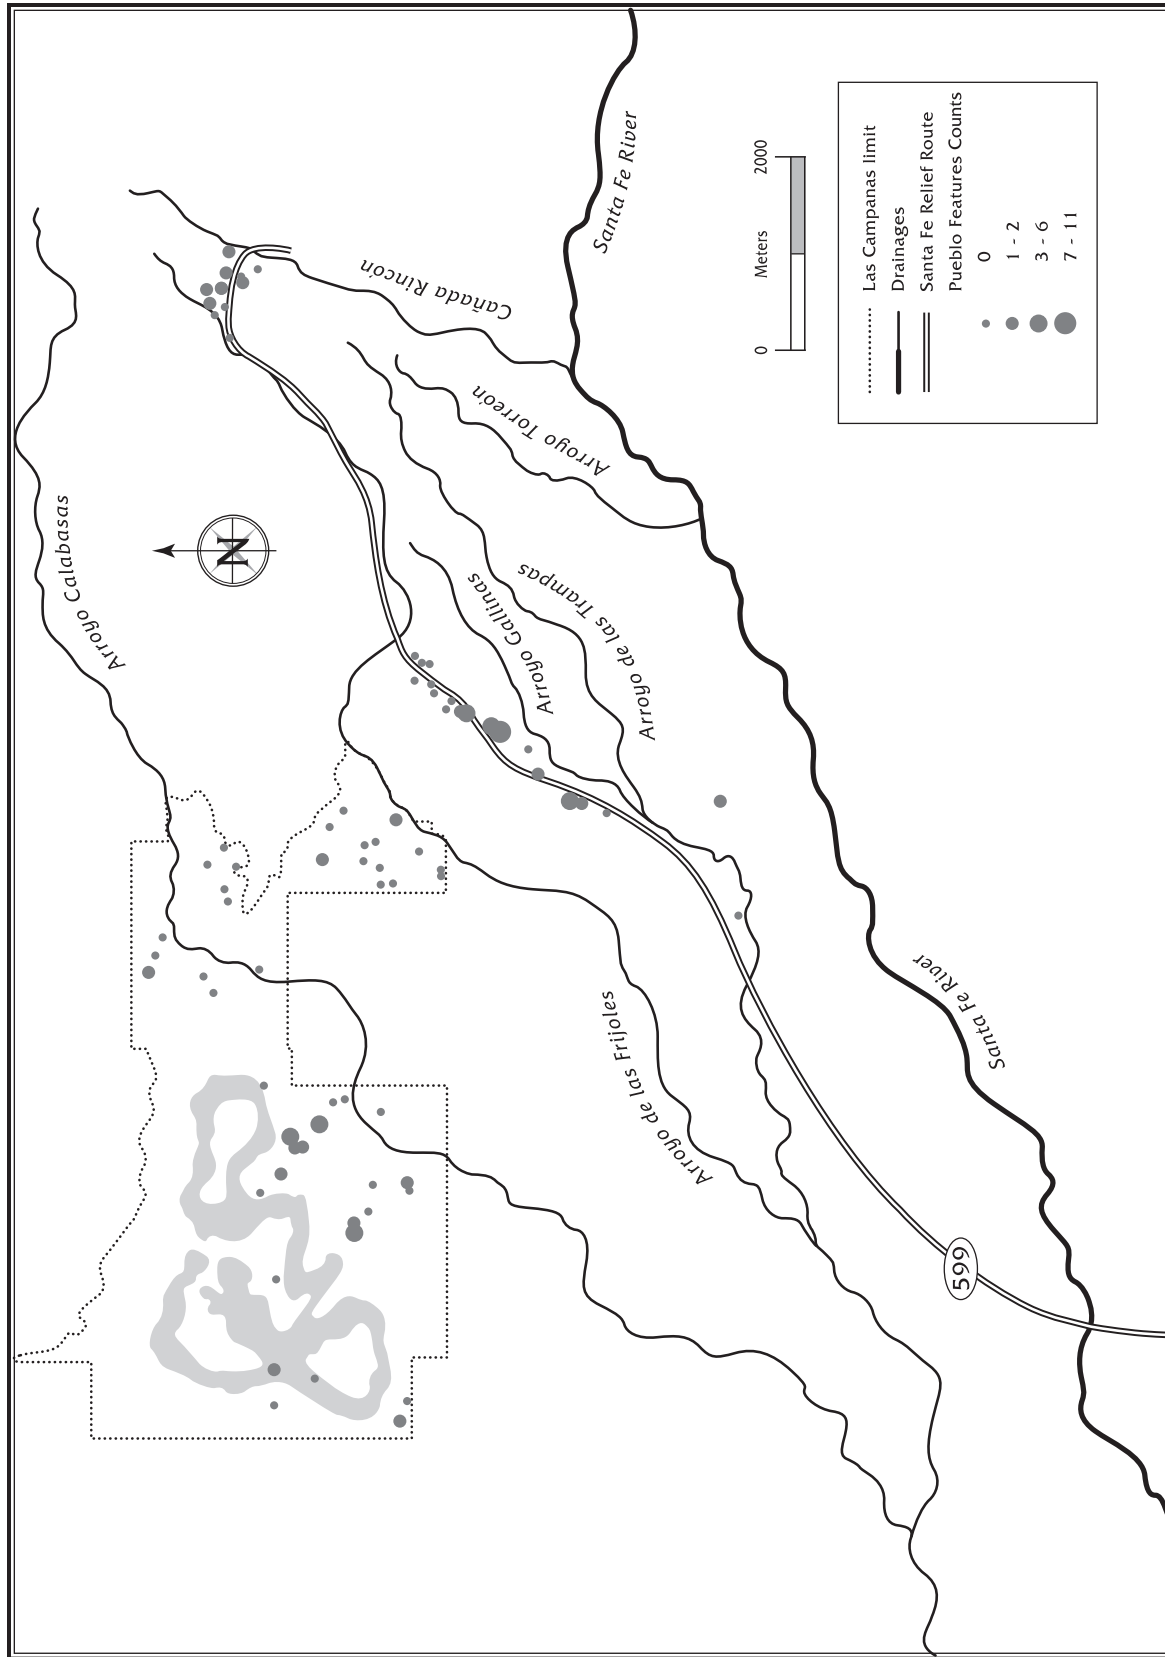 Arroyo Calabasas
N
Cañada Rincón
Santa Fe River
Arroyo Torreón
Arroyo Gallinas
Arroyo de las Trampas
Arroyo de las Frijoles
Santa Fe River
599
0
Meters
2000
Las Campanas limit
Drainages
Santa Fe Relief Route
Pueblo Features Counts
0
1 - 2
3 - 6
7 - 11